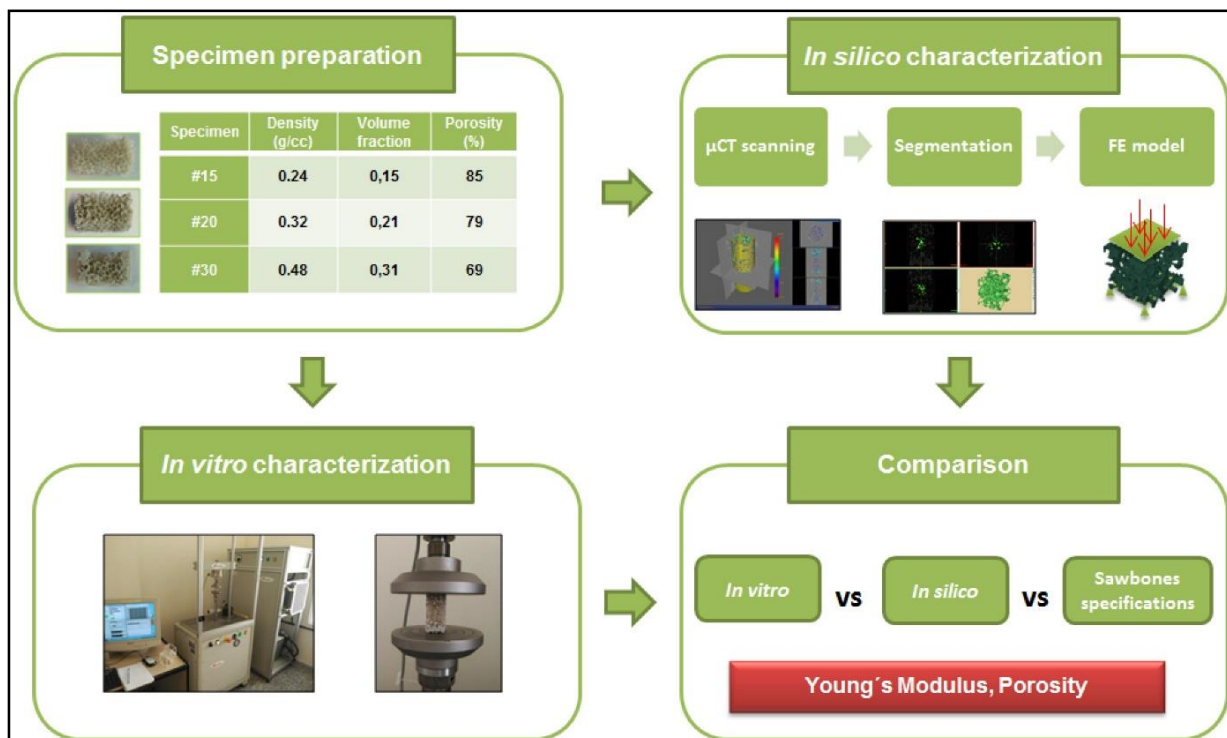 Specimen preparation
Specimen Density (g/cc) Volume fraction Porosity (%)
#15 0.24 0,15 85
#20 0.32 0,21 79
#30 0.48 0,31 69
In silico characterization
µCT scanning
Segmentation
FE model
In vitro characterization
Comparison
In vitro
vs
In silico
vs
Sawbones
specifications
Young´s Modulus, Porosity